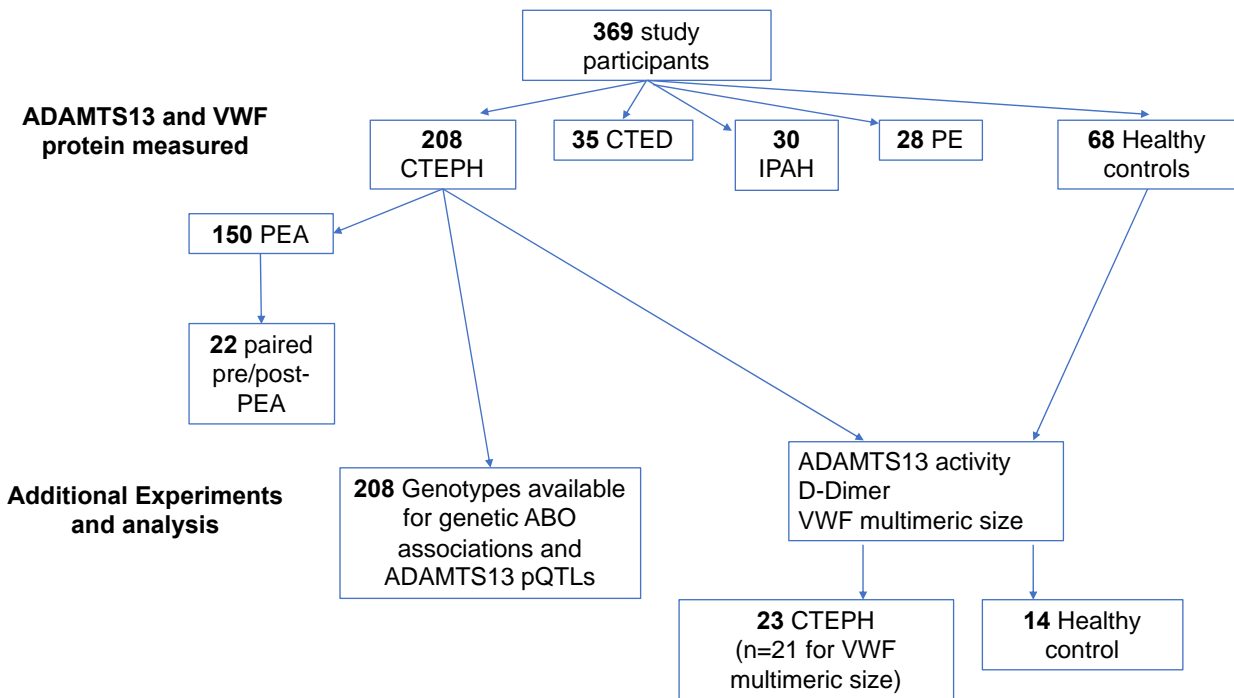 369 study
participants
ADAMTS13 and VWF
protein measured
208
CTEPH
35 CTED
30
IPAH
28 PE
68 Healthy
controls
150 PEA
22 paired
pre/post-
PEA
Additional Experiments
and analysis
208 Genotypes available
for genetic ABO
associations and
ADAMTS13 pQTLs
ADAMTS13 activity
D-Dimer
VWF multimeric size
23 CTEPH
(n=21 for VWF
multimeric size)
14 Healthy
control